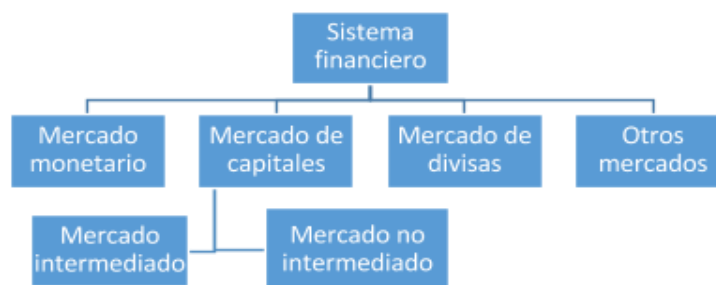 Sistema
financiero
Mercado
monetario
Mercado de
capitales
Mercado de
divisas
Otros
mercados
Mercado
intermediado
Mercado no
intermediado